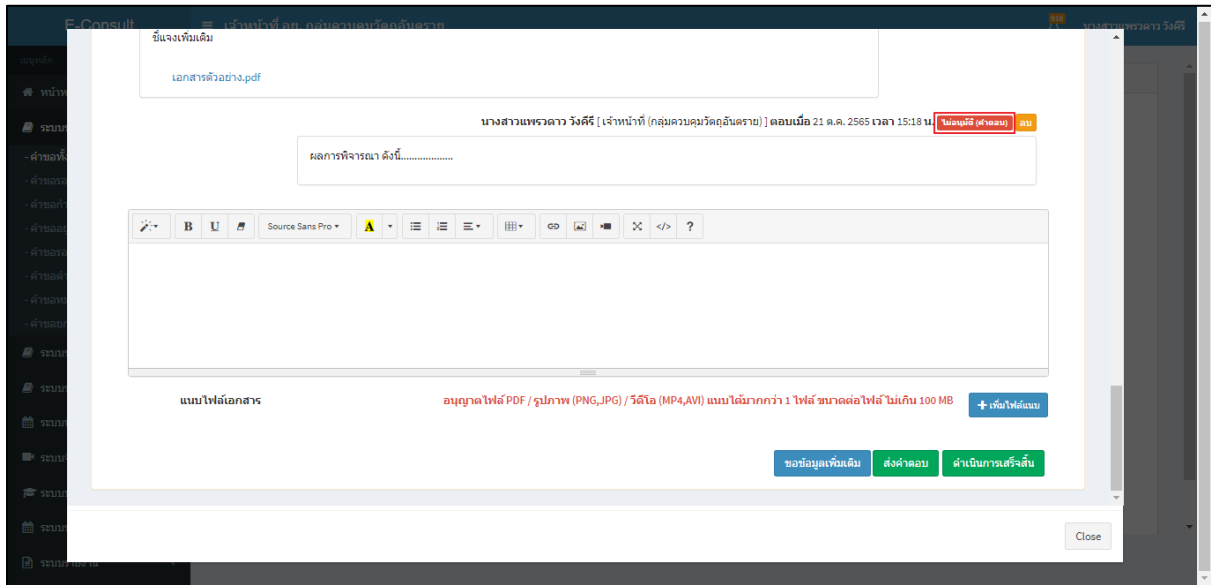 E-Consult
เจ้าหน้าที่ อย. กลุ่มควบคุมวัตถุอันตราย
918
นางสาวแพรวดาว วังคีรี
เมนูหลัก
ชี้แจงเพิ่มเติม
เอกสารตัวอย่าง.pdf
นางสาวแพรวดาว วังคีรี [ เจ้าหน้าที่ (กลุ่มควบคุมวัตถุอันตราย) ] ตอบเมื่อ 21 ต.ค. 2565 เวลา 15:18 น. ไม่อนุมัติ (คำตอบ) ลบ
ผลการพิจารณา ดังนี้...................
B U Source Sans Pro A </> ?
แนบไฟล์เอกสาร
อนุญาตไฟล์ PDF / รูปภาพ (PNG,JPG) / วีดีโอ (MP4,AVI) แนบได้มากกว่า 1 ไฟล์ ขนาดต่อไฟล์ ไม่เกิน 100 MB
+ เพิ่มไฟล์แนบ
ขอข้อมูลเพิ่มเติม ส่งคำตอบ ดำเนินการเสร็จสิ้น
Close